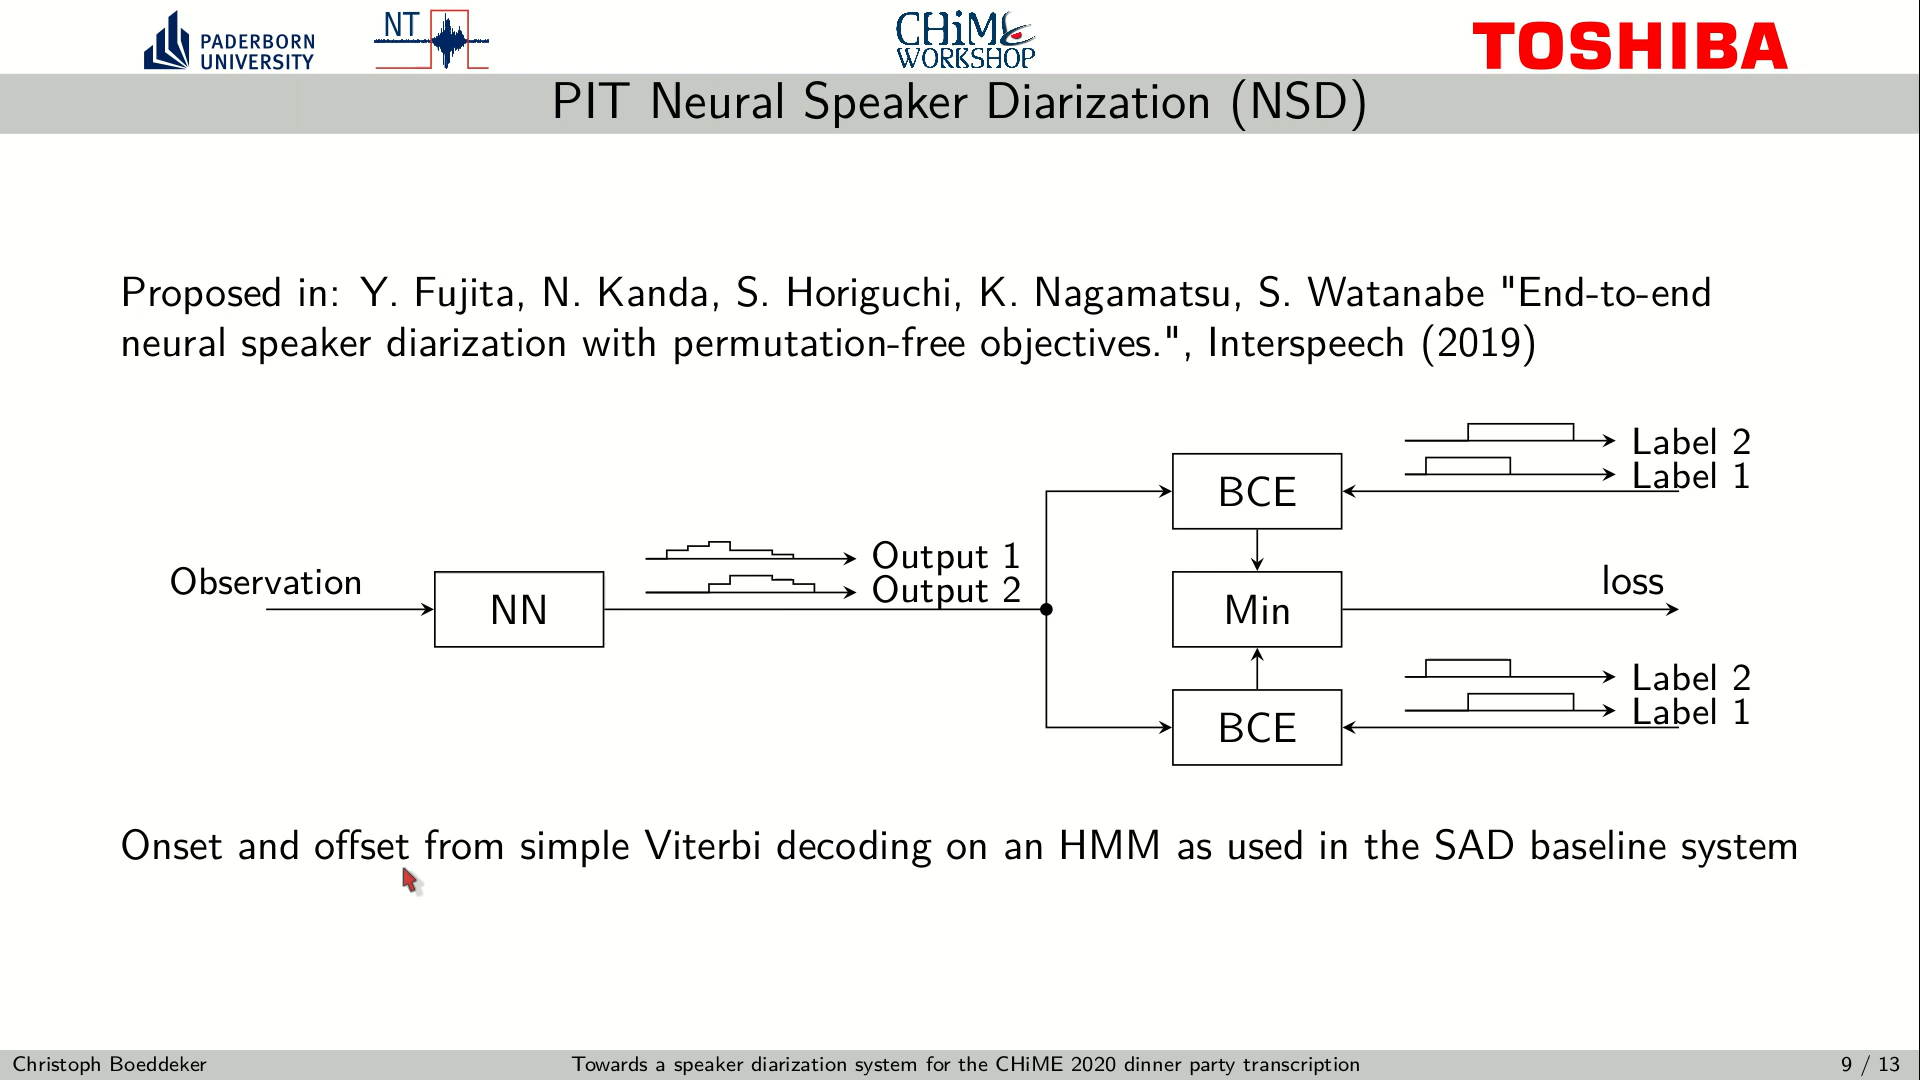 PADERBORN
UNIVERSITY
NT
CHiME
WORKSHOP
TOSHIBA
PIT Neural Speaker Diarization (NSD)
Proposed in: Y. Fujita, N. Kanda, S. Horiguchi, K. Nagamatsu, S. Watanabe "End-to-end
neural speaker diarization with permutation-free objectives.", Interspeech (2019)
Label 2
Label 1
BCE
Output 1
Output 2
Observation
NN
Min
loss
Label 2
Label 1
BCE
Onset and offset from simple Viterbi decoding on an HMM as used in the SAD baseline system
Christoph Boeddeker
Towards a speaker diarization system for the CHiME 2020 dinner party transcription
9 / 13